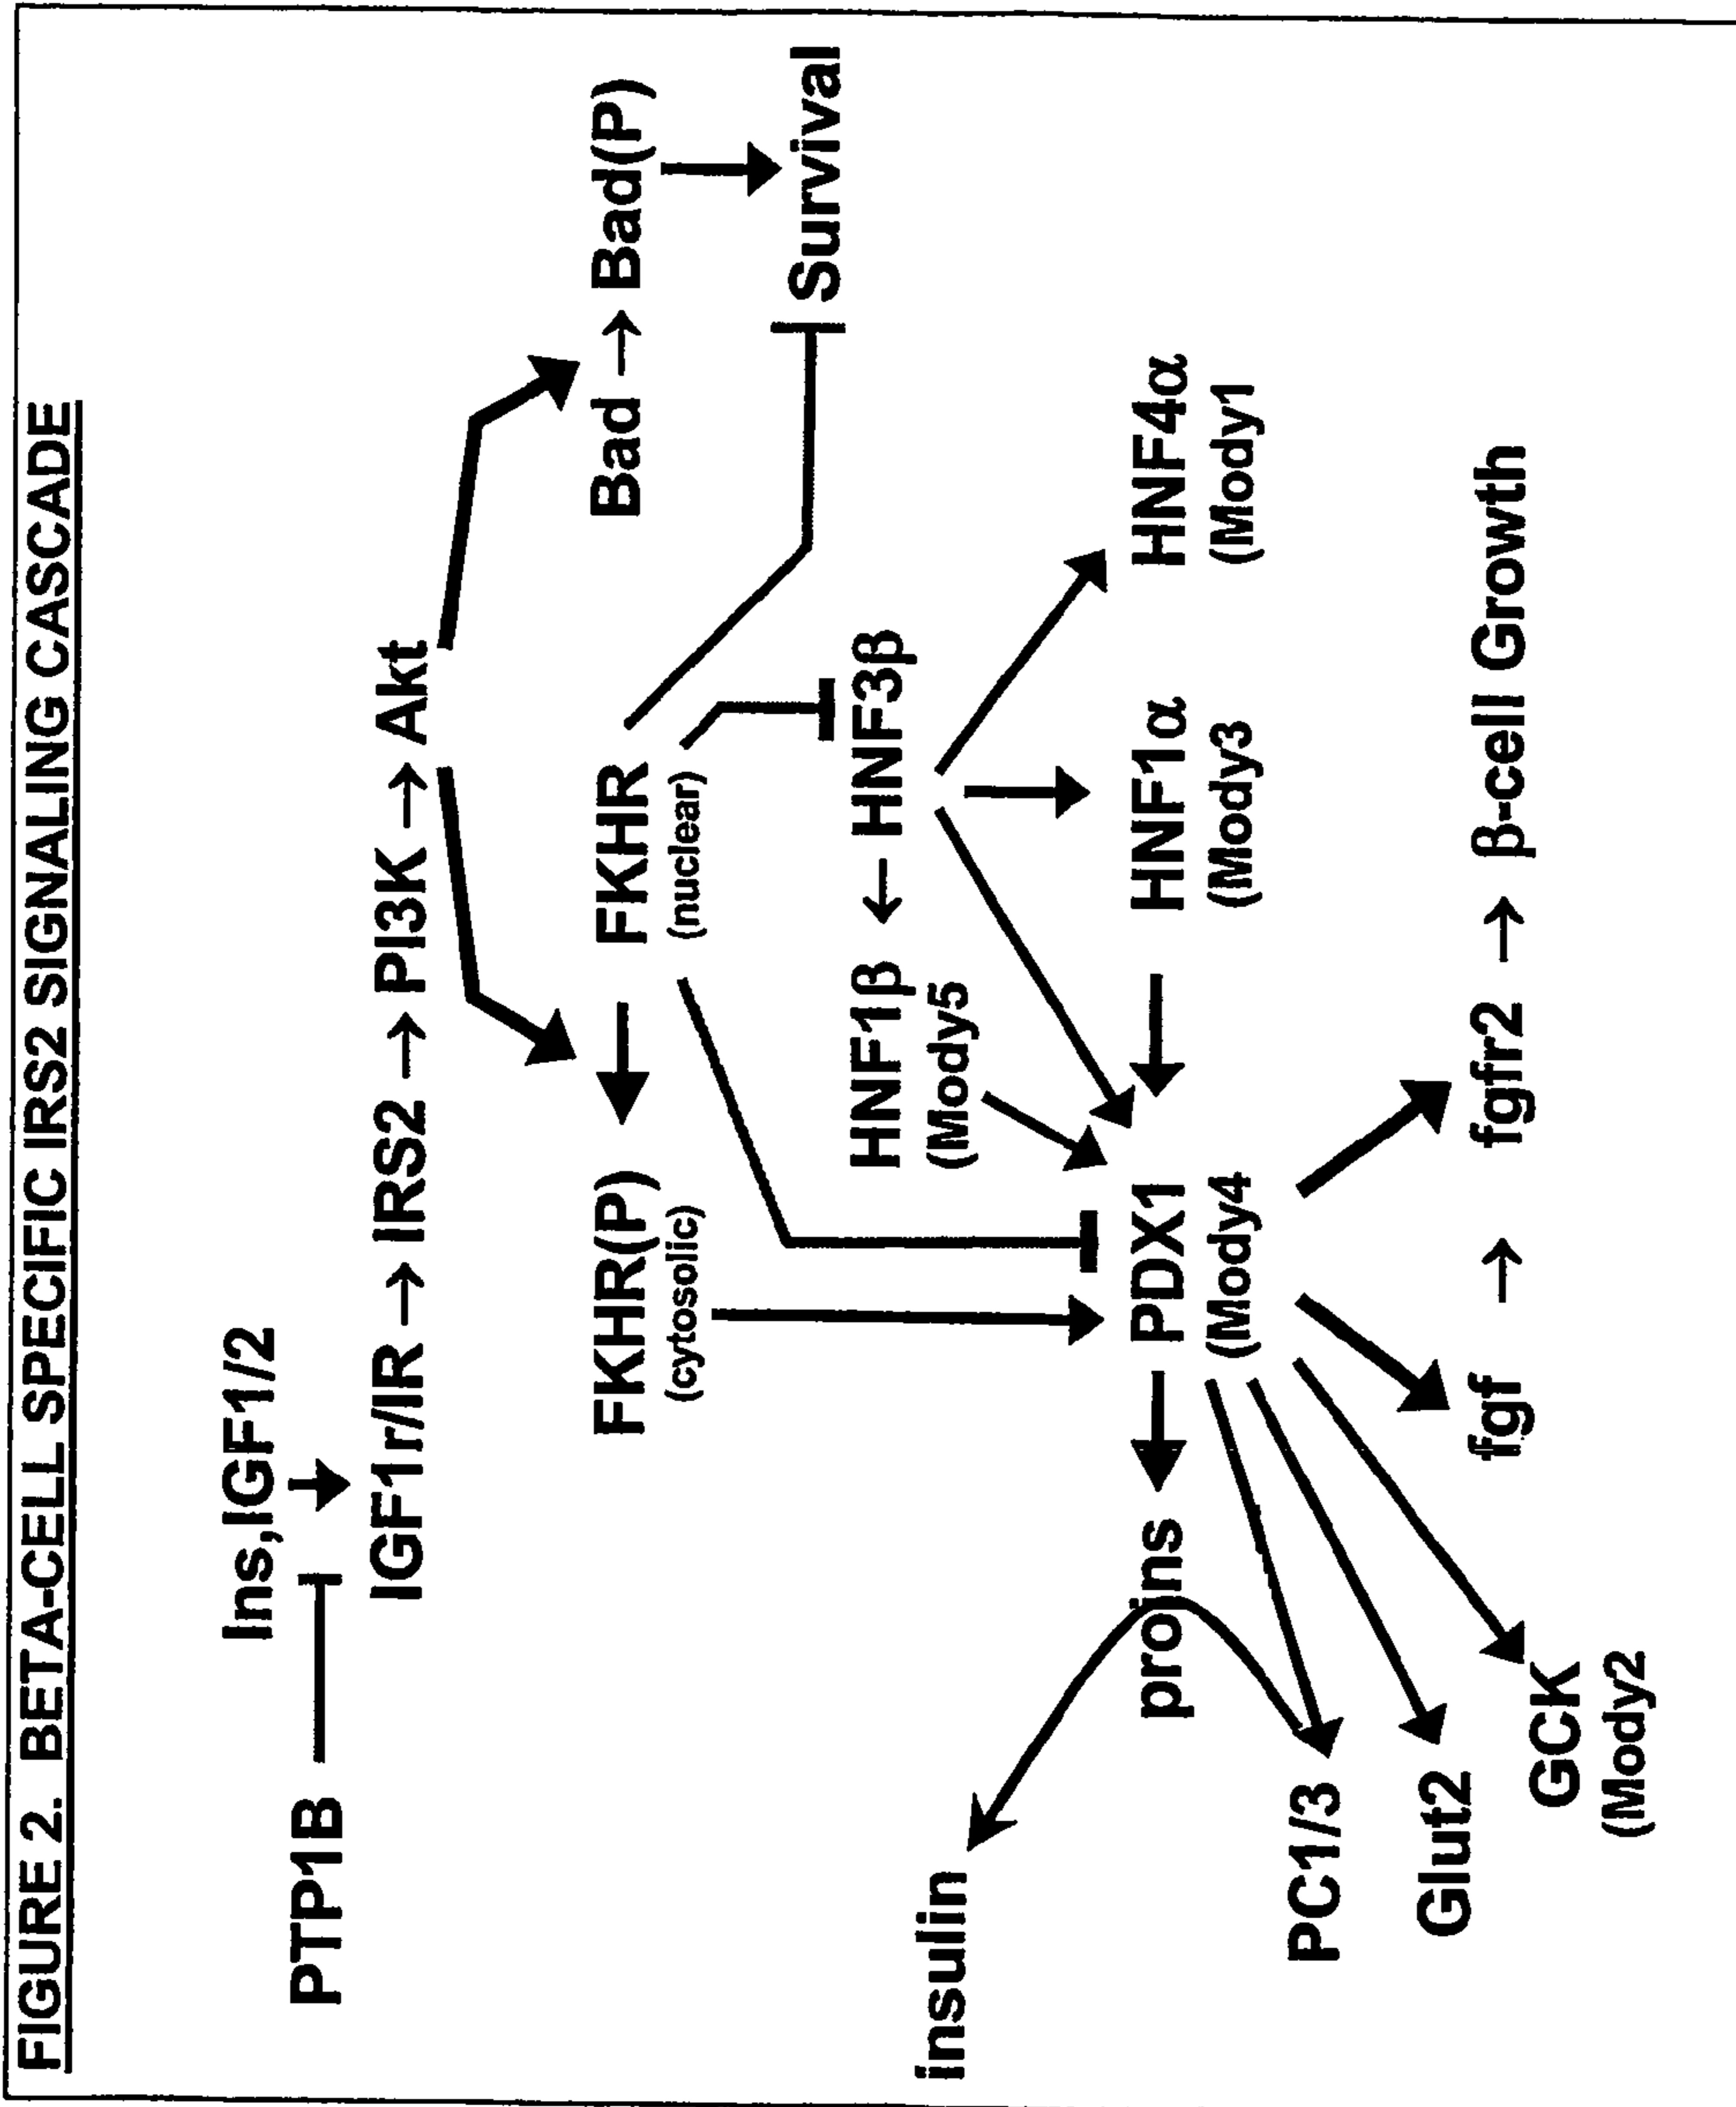 FIGURE 2. BETA-CELL SPECIFIC IRS2 SIGNALING CASCADE
Ins,IGF1/2
PTP1B
IGF1r/IR → IRS2 → PI3K → Akt
FKHR(P)
(cytosolic)
FKHR
(nuclear)
Bad → Bad(P)
Survival
insulin
HNF1β ← HNF3β
(Mody5)
proins
PDX1
(Mody4)
HNF1α
(Mody3)
HNF4α
(Mody1)
PC1/3
Glut2
GCK
(Mody2)
fgf → fgfr2 → β-cell Growth